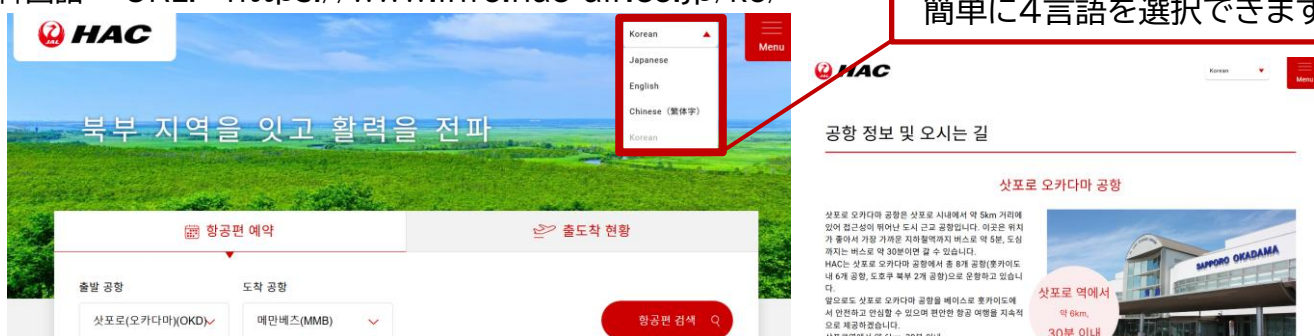 簡単に4言語を選択できます
HAC
JAL
Korean
Menu
Japanese
English
Chinese（繁体字）
Korean
북부 지역을 잇고 활력을 전파
항공편 예약
출도착 현황
출발 공항
도착 공항
삿포로(오카다마)(OKD)
메만베츠(MMB)
항공편 검색
HAC
Korean
Menu
공항 정보 및 오시는 길
삿포로 오카다마 공항
삿포로 오카다마 공항은 삿포로 시내에서 약 5km 거리에
있어 접근성이 뛰어난 도시 근교 공항입니다. 이곳은 위치
가 좋아서 가장 가까운 지하철역까지 버스로 약 5분, 도심
까지는 버스로 약 30분이면 갈 수 있습니다.
HAC는 삿포로 오카다마 공항에서 총 8개 공항(홋카이도
내 6개 공항, 도호쿠 북부 2개 공항)으로 운항하고 있습니
다.
앞으로도 삿포로 오카다마 공항을 베이스로 홋카이도에
서 안전하고 안심할 수 있으며 편안한 항공 여행을 지속적
으로 제공하겠습니다.
SAPPORO OKADAMA
삿포로 역에서
약 6km,
30분 이내